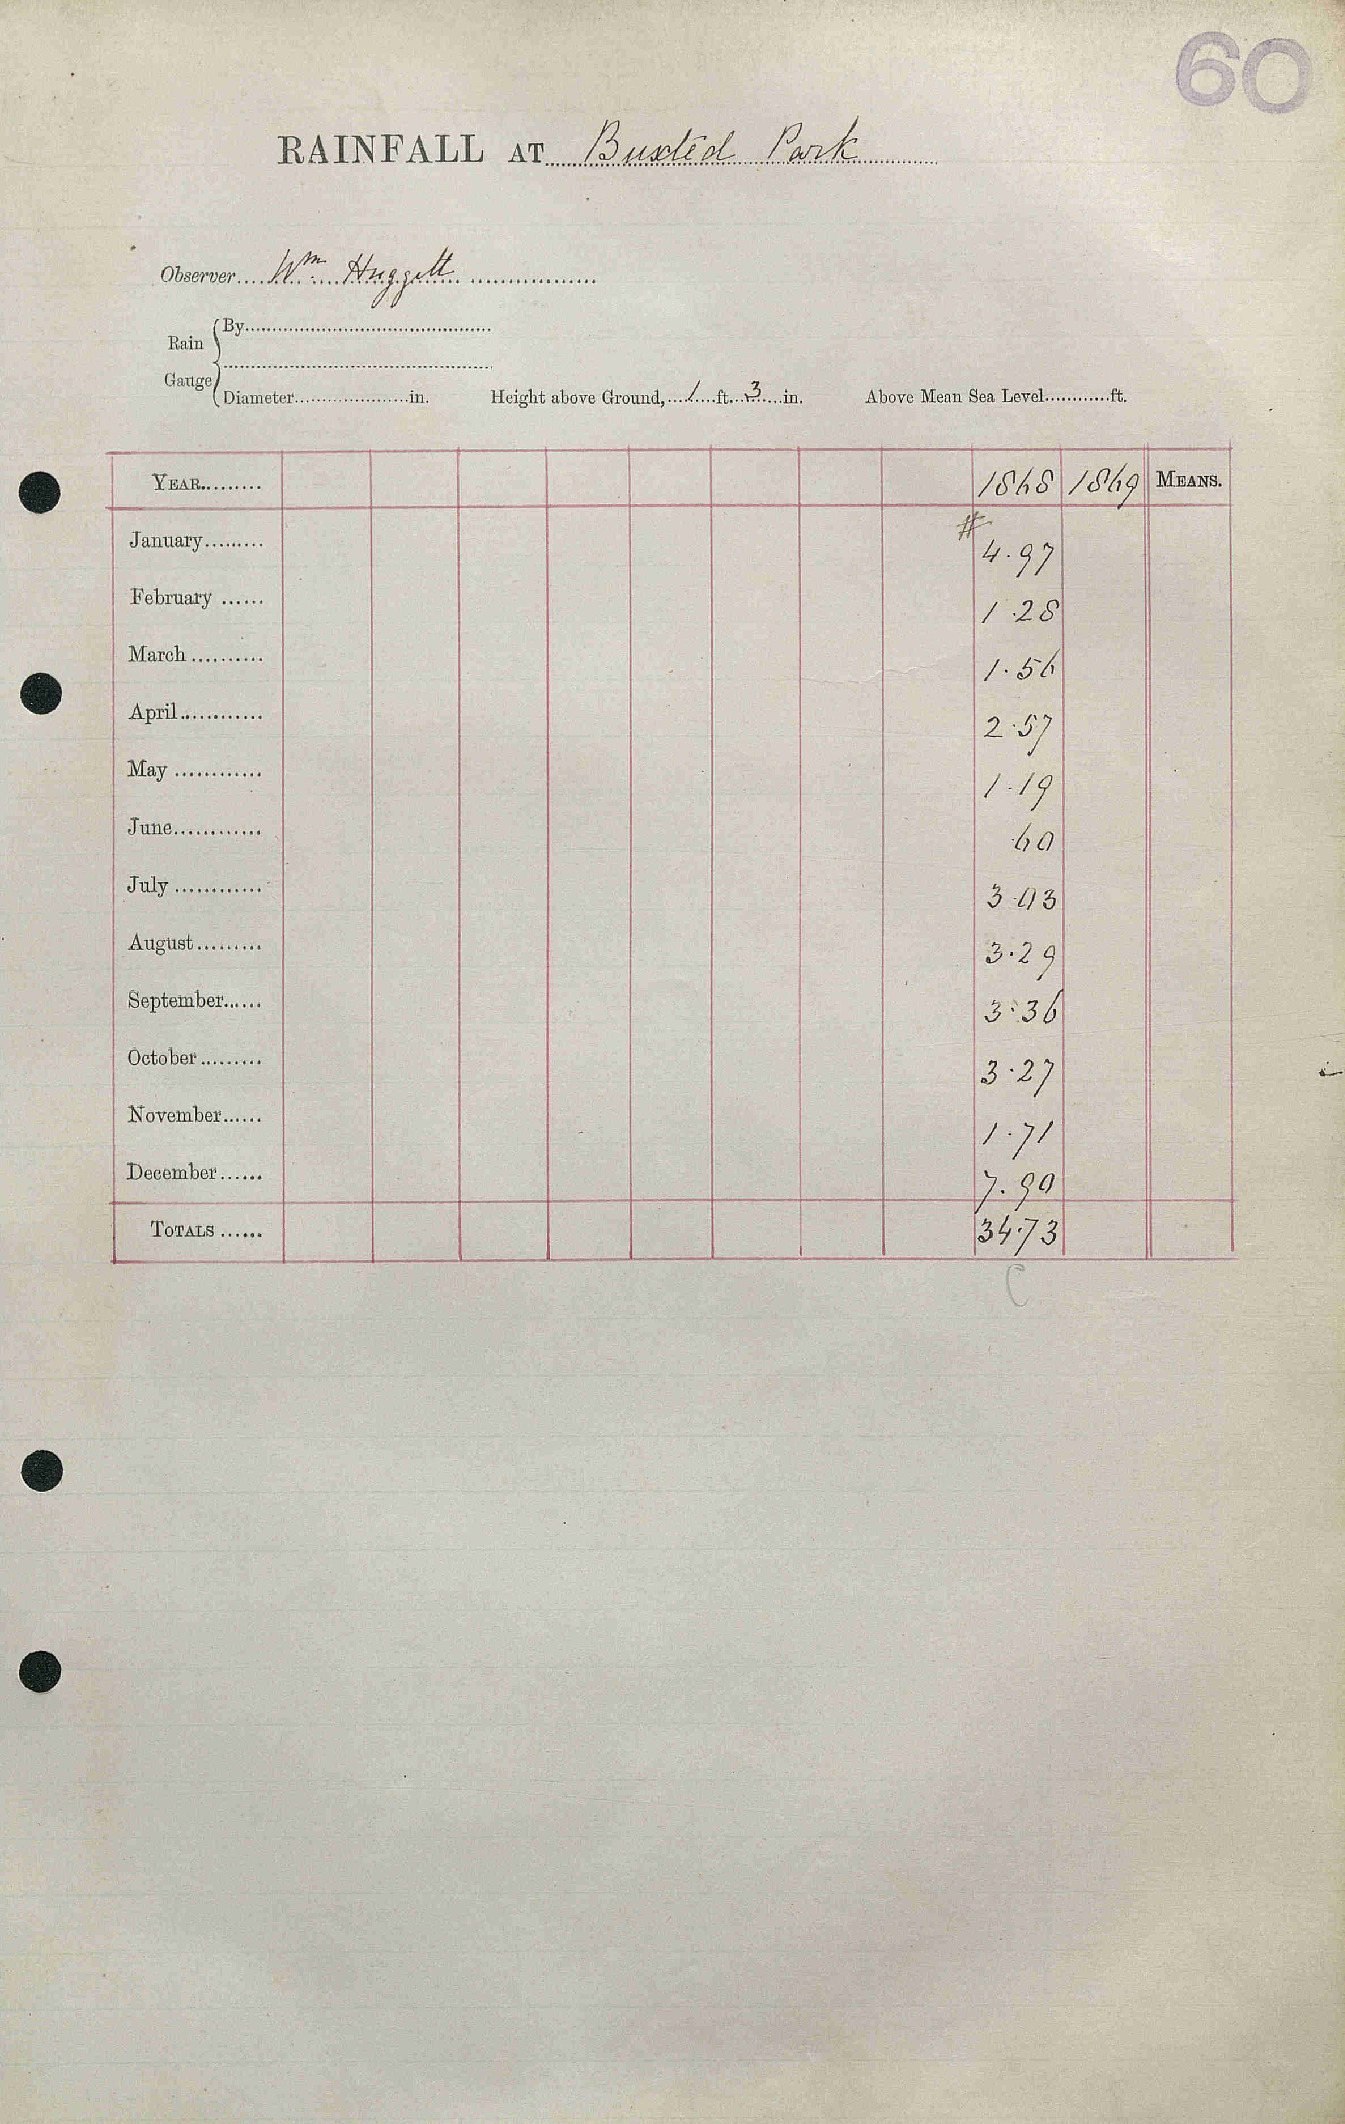 60
RAINFALL AT Buxted Park
Observer Wm Huggett
Rain Gauge
By
Diameter in. Height above Ground, 1 ft. 3 in. Above Mean Sea Level ft.
YEAR 1868 1869 MEANS.
January # 4.97
February 1.28
March 1.56
April 2.57
May 1.19
June .60
July 3.03
August 3.29
September 3.36
October 3.27
November 1.71
December 7.90
TOTALS 34.73
C